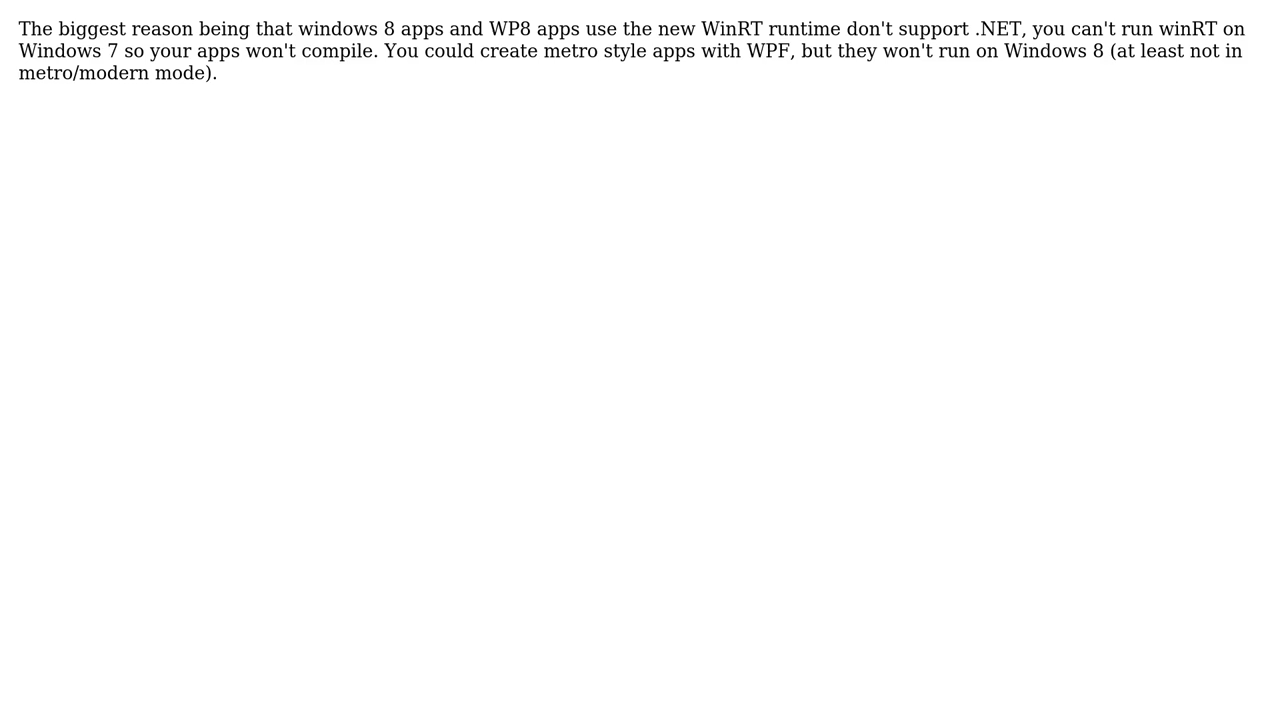 The biggest reason being that windows 8 apps and WP8 apps use the new WinRT runtime don't support .NET, you can't run winRT on
Windows 7 so your apps won't compile. You could create metro style apps with WPF, but they won't run on Windows 8 (at least not in
metro/modern mode).